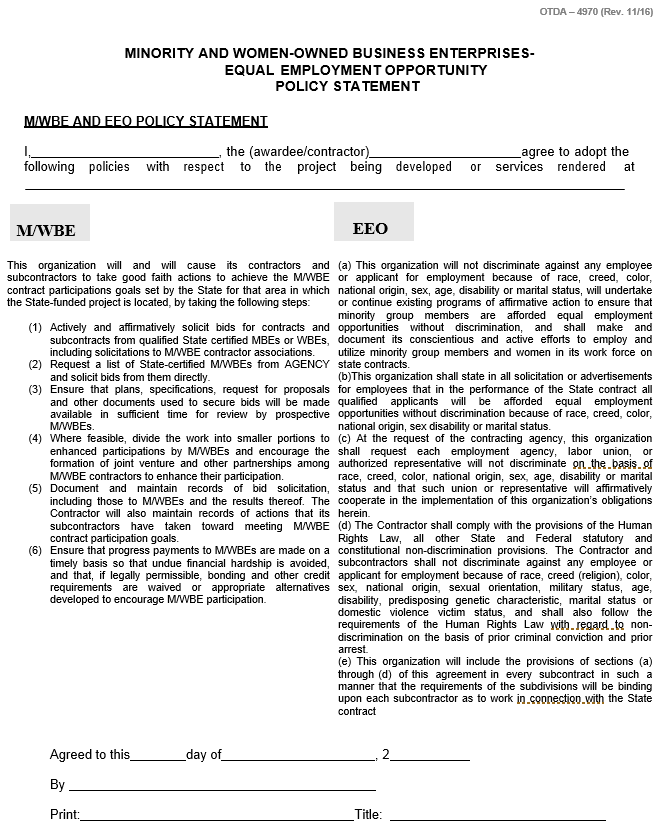 OTDA – 4970 (Rev. 11/16)
MINORITY AND WOMEN-OWNED BUSINESS ENTERPRISES-
EQUAL EMPLOYMENT OPPORTUNITY
POLICY STATEMENT
M/WBE AND EEO POLICY STATEMENT
I,__________________________, the (awardee/contractor)_____________________agree to adopt the
following policies with respect to the project being developed or services rendered at
____________________________________________________________________
M/WBE
This organization will and will cause its contractors and
subcontractors to take good faith actions to achieve the M/WBE
contract participations goals set by the State for that area in which
the State-funded project is located, by taking the following steps:
(1) Actively and affirmatively solicit bids for contracts and
subcontracts from qualified State certified MBEs or WBEs,
including solicitations to M/WBE contractor associations.
(2) Request a list of State-certified M/WBEs from AGENCY
and solicit bids from them directly.
(3) Ensure that plans, specifications, request for proposals
and other documents used to secure bids will be made
available in sufficient time for review by prospective
M/WBEs.
(4) Where feasible, divide the work into smaller portions to
enhanced participations by M/WBEs and encourage the
formation of joint venture and other partnerships among
M/WBE contractors to enhance their participation.
(5) Document and maintain records of bid solicitation,
including those to M/WBEs and the results thereof. The
Contractor will also maintain records of actions that its
subcontractors have taken toward meeting M/WBE
contract participation goals.
(6) Ensure that progress payments to M/WBEs are made on a
timely basis so that undue financial hardship is avoided,
and that, if legally permissible, bonding and other credit
requirements are waived or appropriate alternatives
developed to encourage M/WBE participation.
EEO
(a) This organization will not discriminate against any employee
or applicant for employment because of race, creed, color,
national origin, sex, age, disability or marital status, will undertake
or continue existing programs of affirmative action to ensure that
minority group members are afforded equal employment
opportunities without discrimination, and shall make and
document its conscientious and active efforts to employ and
utilize minority group members and women in its work force on
state contracts.
(b)This organization shall state in all solicitation or advertisements
for employees that in the performance of the State contract all
qualified applicants will be afforded equal employment
opportunities without discrimination because of race, creed, color,
national origin, sex disability or marital status.
(c) At the request of the contracting agency, this organization
shall request each employment agency, labor union, or
authorized representative will not discriminate on the basis of
race, creed, color, national origin, sex, age, disability or marital
status and that such union or representative will affirmatively
cooperate in the implementation of this organization's obligations
herein.
(d) The Contractor shall comply with the provisions of the Human
Rights Law, all other State and Federal statutory and
constitutional non-discrimination provisions. The Contractor and
subcontractors shall not discriminate against any employee or
applicant for employment because of race, creed (religion), color,
sex, national origin, sexual orientation, military status, age,
disability, predisposing genetic characteristic, marital status or
domestic violence victim status, and shall also follow the
requirements of the Human Rights Law with regard to non-
discrimination on the basis of prior criminal conviction and prior
arrest.
(e) This organization will include the provisions of sections (a)
through (d) of this agreement in every subcontract in such a
manner that the requirements of the subdivisions will be binding
upon each subcontractor as to work in connection with the State
contract
Agreed to this________day of______________________, 2___________
By ____________________________________________
Print:_______________________________________Title: _______________________________